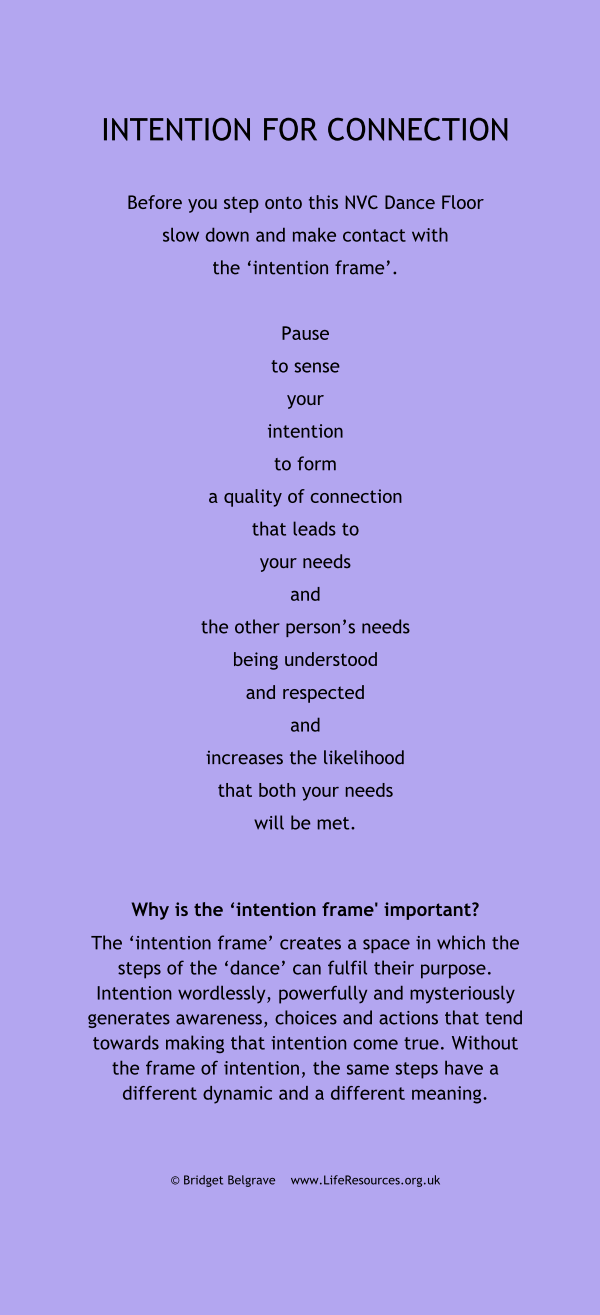 INTENTION FOR CONNECTION
Before you step onto this NVC Dance Floor
slow down and make contact with
the ‘intention frame’.
Pause
to sense
your
intention
to form
a quality of connection
that leads to
your needs
and
the other person’s needs
being understood
and respected
and
increases the likelihood
that both your needs
will be met.
Why is the ‘intention frame' important?
The ‘intention frame’ creates a space in which the
steps of the ‘dance’ can fulfil their purpose.
Intention wordlessly, powerfully and mysteriously
generates awareness, choices and actions that tend
towards making that intention come true. Without
the frame of intention, the same steps have a
different dynamic and a different meaning.
© Bridget Belgrave www.LifeResources.org.uk